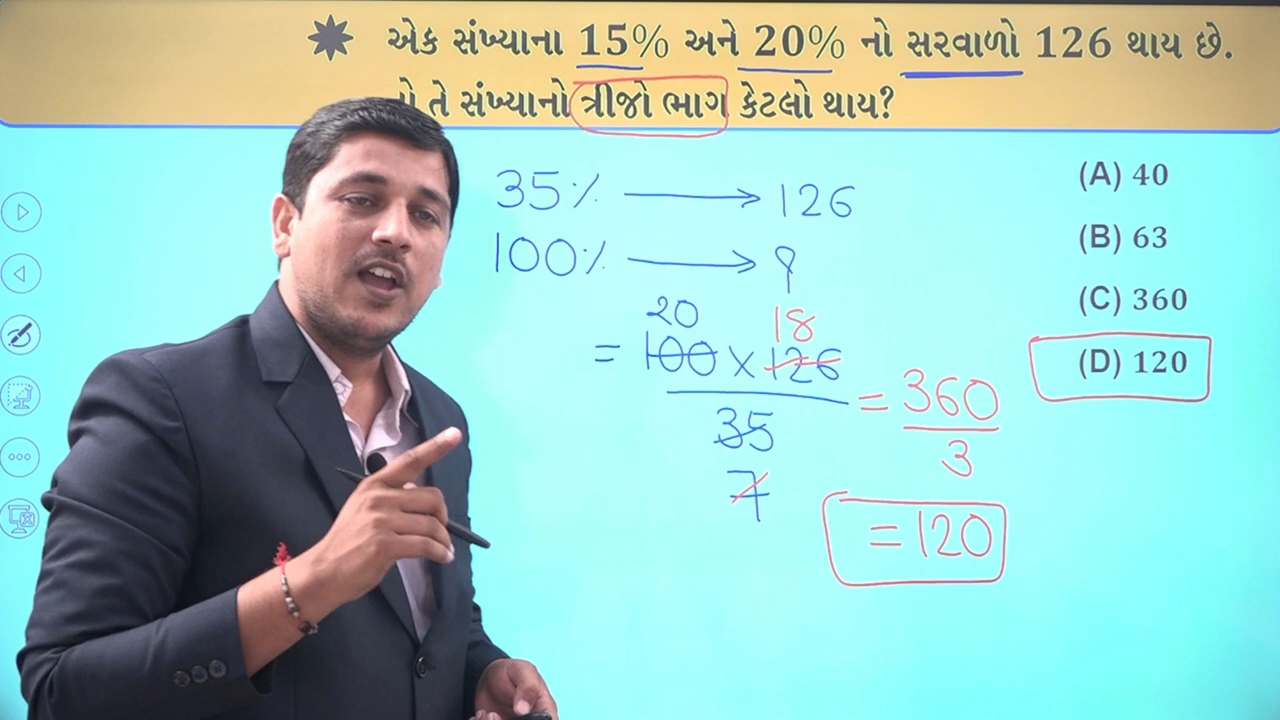 એક સંખ્યાના 15% અને 20% નો સરવાળો 126 થાય છે.
તે સંખ્યાનો ત્રીજો ભાગ કેટલો થાય?
35% → 126
100% → ?
20 18
= 100 × 126 = 360
35 3
7
= 120
(A) 40
(B) 63
(C) 360
(D) 120